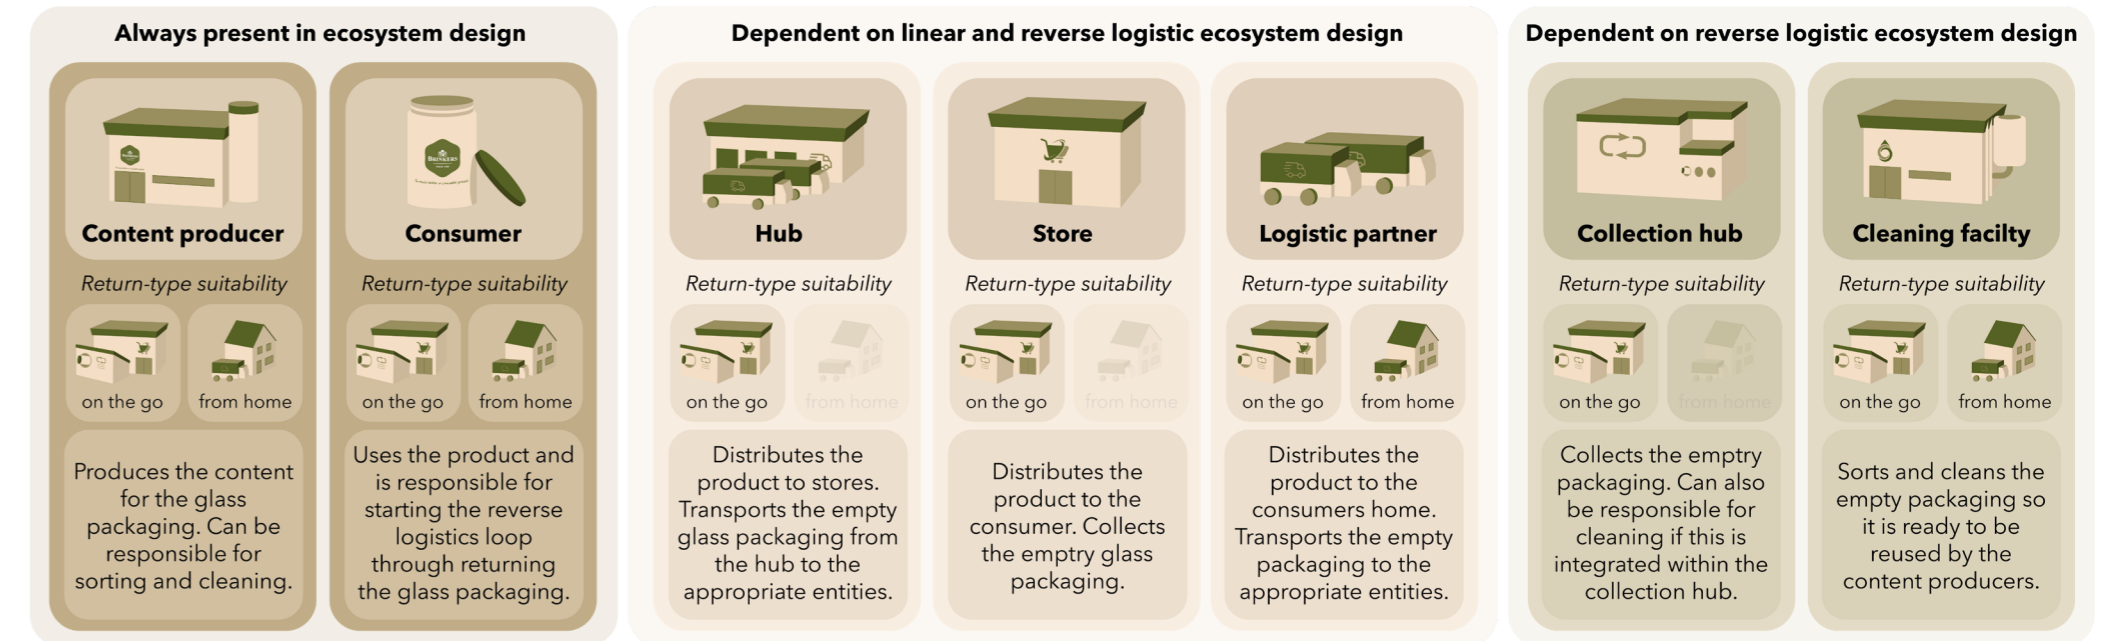 Always present in ecosystem design
Content producer
Return-type suitability
on the go
from home
Produces the content
for the glass
packaging. Can be
responsible for
sorting and cleaning.
BRINKERS
Consumer
Return-type suitability
on the go
from home
Uses the product and
is responsible for
starting the reverse
logistics loop
through returning
the glass packaging.
Dependent on linear and reverse logistic ecosystem design
Hub
Return-type suitability
on the go
from home
Distributes the
product to stores.
Transports the empty
glass packaging from
the hub to the
appropriate entities.
Store
Return-type suitability
on the go
from home
Distributes the
product to the
consumer. Collects
the emptry glass
packaging.
Logistic partner
Return-type suitability
on the go
from home
Distributes the
product to the
consumers home.
Transports the empty
packaging to the
appropriate entities.
Dependent on reverse logistic ecosystem design
Collection hub
Return-type suitability
on the go
from home
Collects the emptry
packaging. Can also
be responsible for
cleaning if this is
integrated within the
collection hub.
Cleaning facilty
Return-type suitability
on the go
from home
Sorts and cleans the
empty packaging so
it is ready to be
reused by the
content producers.